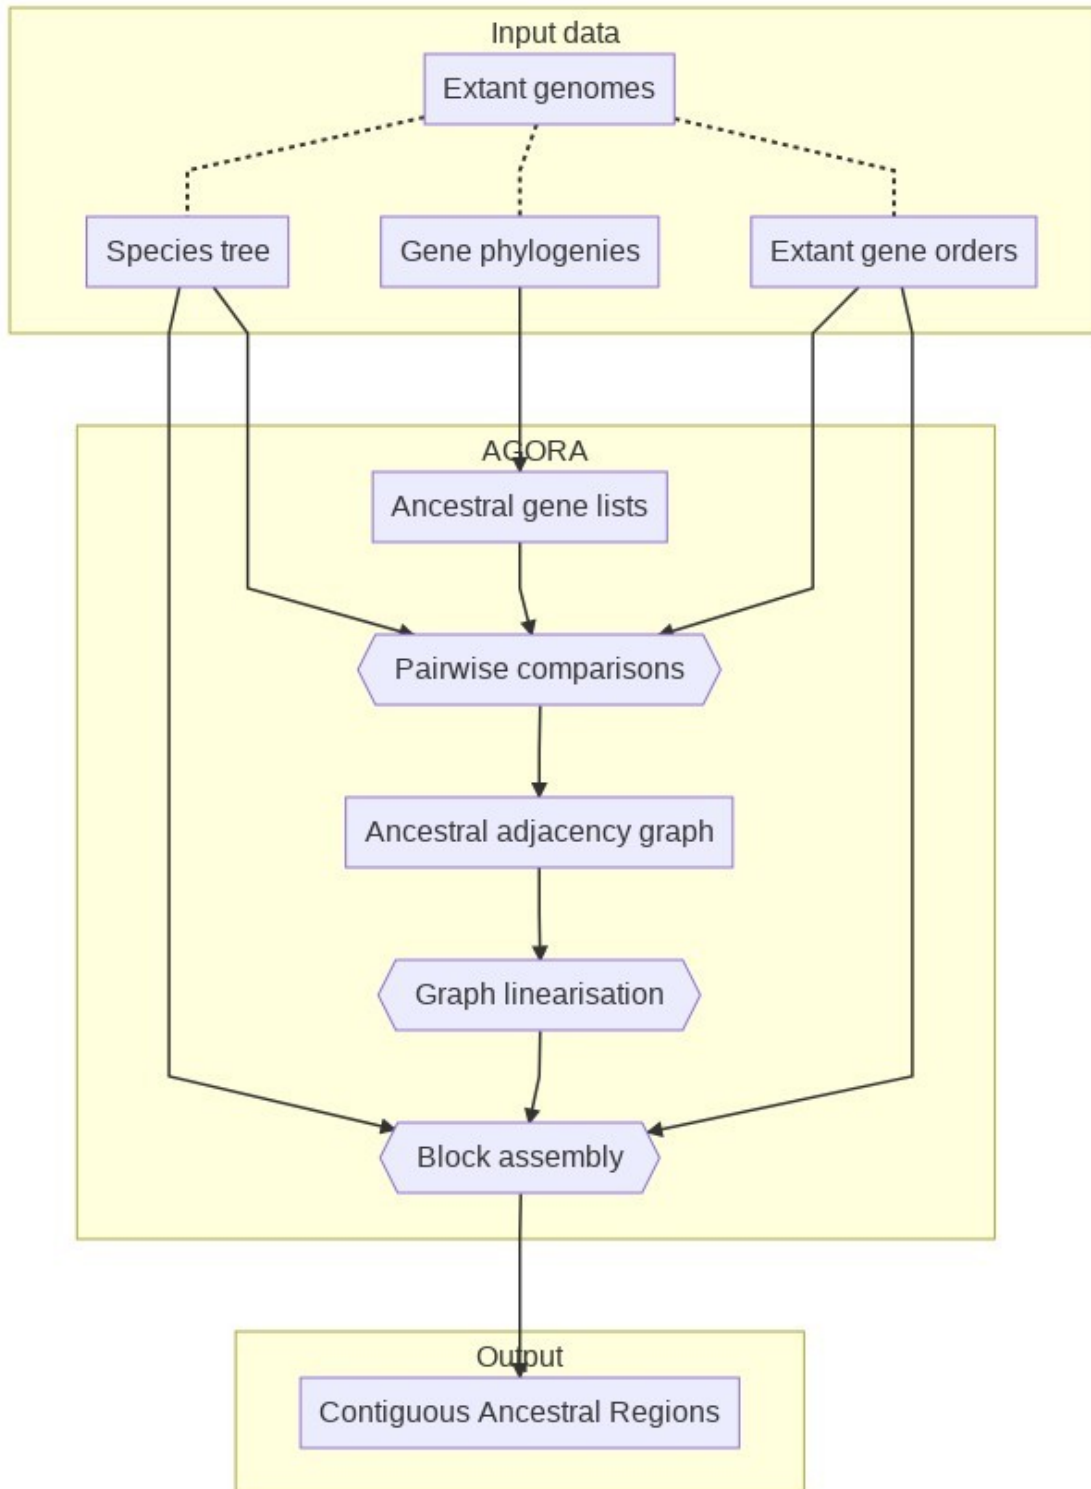 Input data
Extant genomes
Species tree
Gene phylogenies
Extant gene orders
AGORA
Ancestral gene lists
Pairwise comparisons
Ancestral adjacency graph
Graph linearisation
Block assembly
Output
Contiguous Ancestral Regions